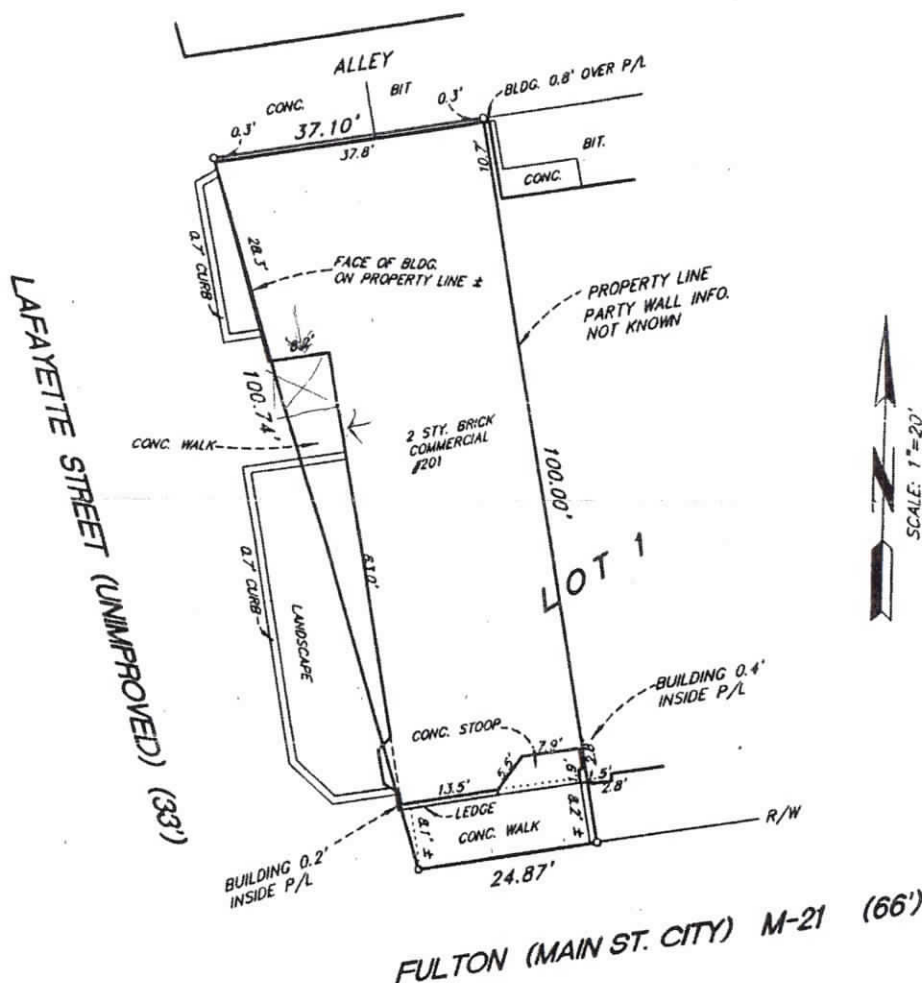 ALLEY
CONC.
BIT
0.3'
BLDG. 0.8' OVER P/L
0.3'
37.10'
37.8'
BIT.
10.7'
CONC.
0.7' CURB
28.3'
FACE OF BLDG.
ON PROPERTY LINE ±
PROPERTY LINE
PARTY WALL INFO.
NOT KNOWN
LAFAYETTE STREET (UNIMPROVED) (33')
100.74'
CONC. WALK
2 STY. BRICK
COMMERCIAL
#201
100.00'
SCALE: 1"=20'
N
LOT 1
0.7' CURB
63.0'
LANDSCAPE
BUILDING 0.4'
INSIDE P/L
CONC. STOOP
7.9'
5.5'
13.5'
1.5'
2.8'
LEDGE
8.1' ±
CONC. WALK
8.2' ±
R/W
BUILDING 0.2'
INSIDE P/L
24.87'
FULTON (MAIN ST. CITY) M-21 (66')